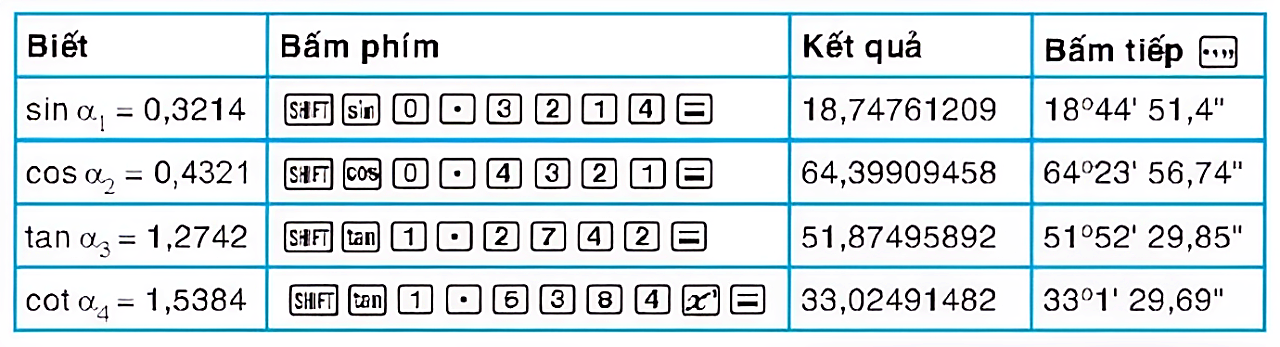 Biết Bấm phím Kết quả Bấm tiếp °,,,
sin α₁ = 0,3214 SHIFT sin 0 • 3 2 1 4 = 18,74761209 18°44' 51,4"
cos α₂ = 0,4321 SHIFT cos 0 • 4 3 2 1 = 64,39909458 64°23' 56,74"
tan α₃ = 1,2742 SHIFT tan 1 • 2 7 4 2 = 51,87495892 51°52' 29,85"
cot α₄ = 1,5384 SHIFT tan 1 • 5 3 8 4 x⁻¹ = 33,02491482 33°1' 29,69"